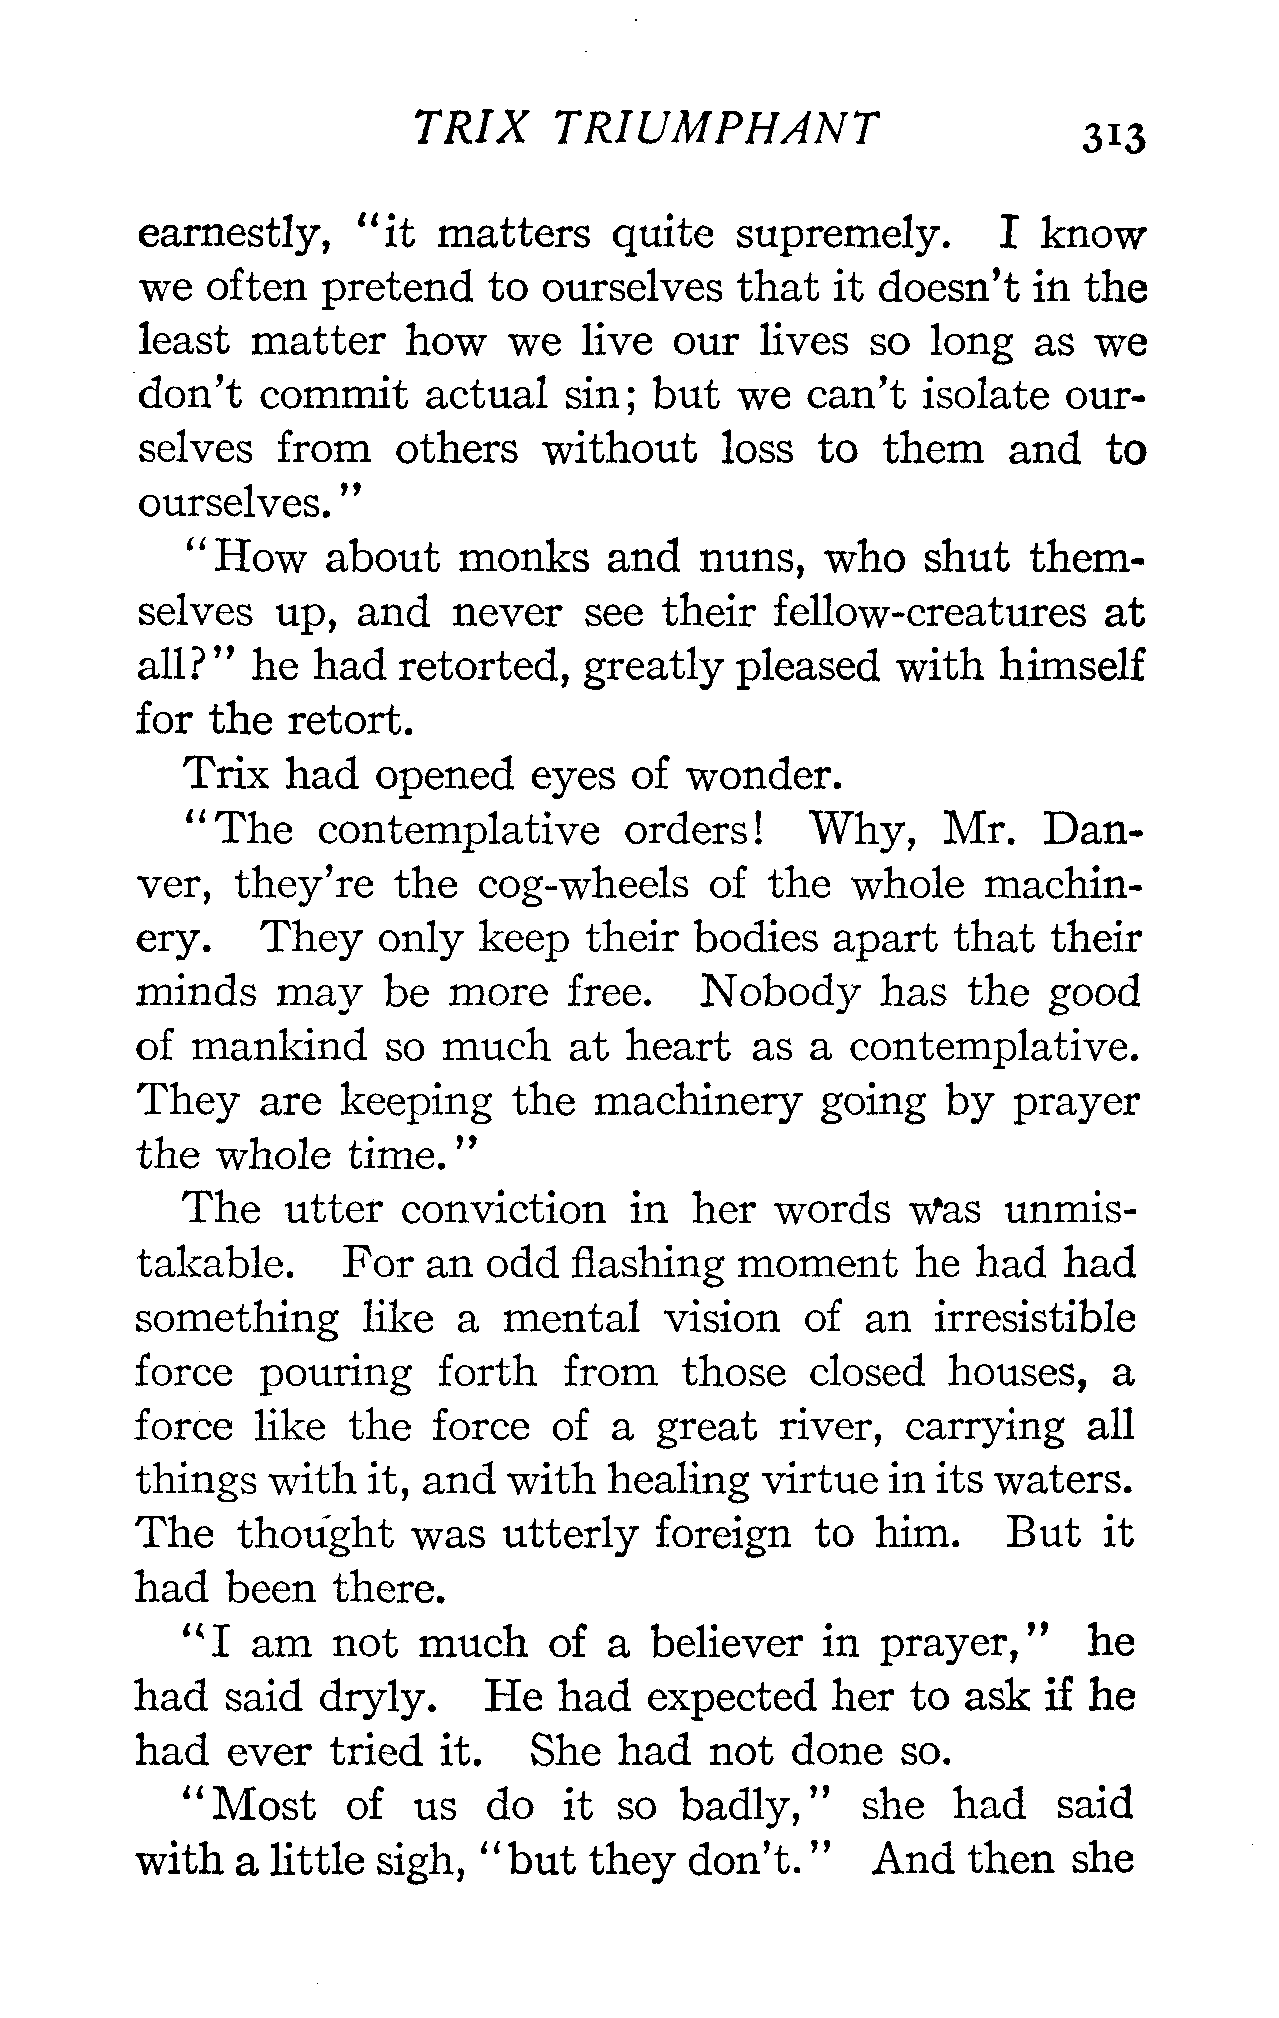 TRIX TRIUMPHANT 313
earnestly, "it matters quite supremely. I know
we often pretend to ourselves that it doesn't in the
least matter how we live our lives so long as we
don't commit actual sin; but we can't isolate our-
selves from others without loss to them and to
ourselves."
"How about monks and nuns, who shut them-
selves up, and never see their fellow-creatures at
all?" he had retorted, greatly pleased with himself
for the retort.
Trix had opened eyes of wonder.
"The contemplative orders! Why, Mr. Dan-
ver, they're the cog-wheels of the whole machin-
ery. They only keep their bodies apart that their
minds may be more free. Nobody has the good
of mankind so much at heart as a contemplative.
They are keeping the machinery going by prayer
the whole time."
The utter conviction in her words was unmis-
takable. For an odd flashing moment he had had
something like a mental vision of an irresistible
force pouring forth from those closed houses, a
force like the force of a great river, carrying all
things with it, and with healing virtue in its waters.
The thought was utterly foreign to him. But it
had been there.
"I am not much of a believer in prayer," he
had said dryly. He had expected her to ask if he
had ever tried it. She had not done so.
"Most of us do it so badly," she had said
with a little sigh, "but they don't." And then she